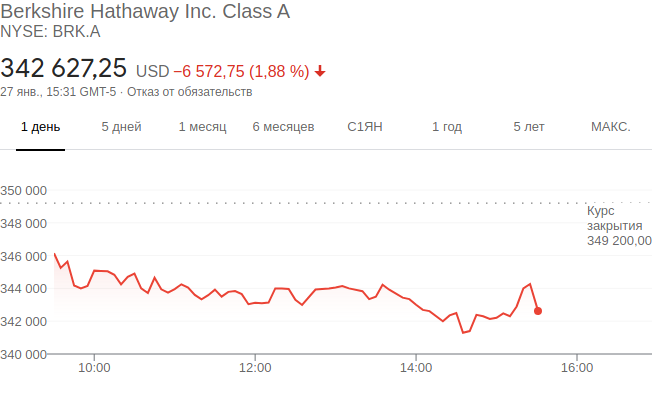 Berkshire Hathaway Inc. Class A
NYSE: BRK.A
342 627,25 USD −6 572,75 (1,88 %)
27 янв., 15:31 GMT-5 · Отказ от обязательств
1 день 5 дней 1 месяц 6 месяцев С1ЯН 1 год 5 лет МАКС.
350 000
Курс
348 000
закрытия
349 200,00
346 000
344 000
342 000
340 000
10:00 12:00 14:00 16:00